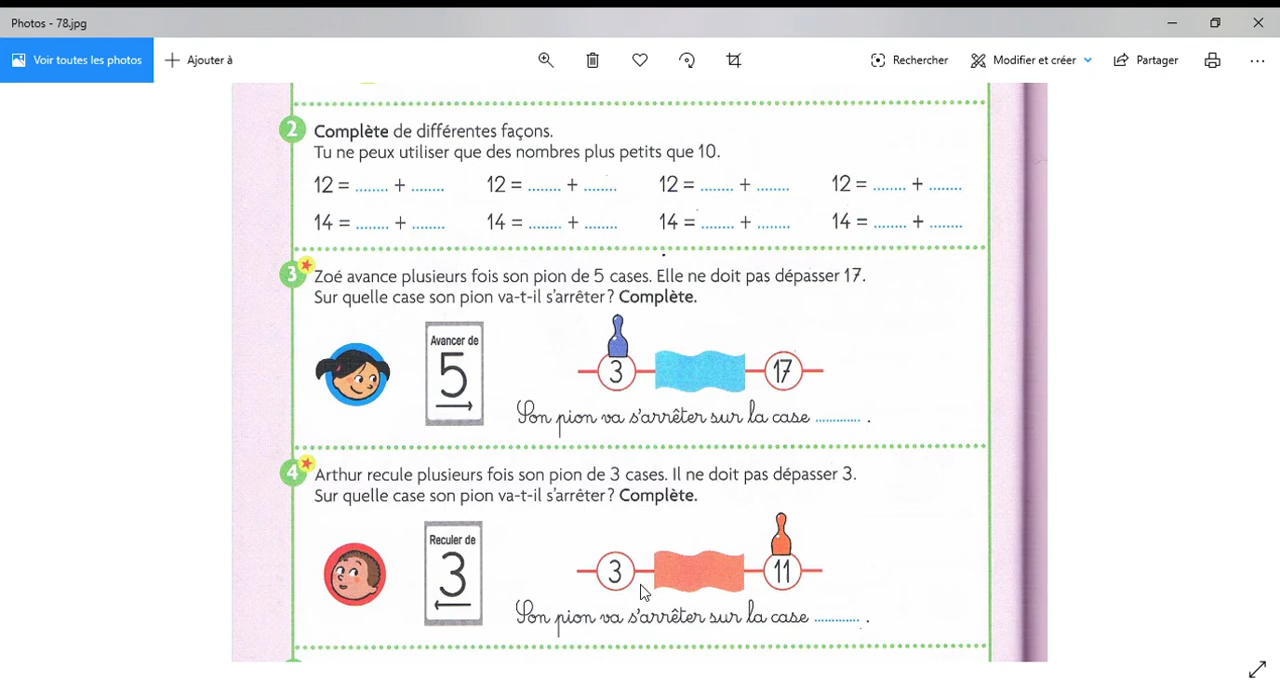 Photos - 78.jpg
Voir toutes les photos
Ajouter à
Rechercher
Modifier et créer
Partager
2 Complète de différentes façons.
Tu ne peux utiliser que des nombres plus petits que 10.
12 = ........ + ........ 12 = ........ + ........ 12 = ........ + ........ 12 = ........ + ........
14 = ........ + ........ 14 = ........ + ........ 14 = ........ + ........ 14 = ........ + ........
3 Zoé avance plusieurs fois son pion de 5 cases. Elle ne doit pas dépasser 17.
Sur quelle case son pion va-t-il s'arrêter ? Complète.
Avancer de
5
3 17
Son pion va s'arrêter sur la case ........... .
4 Arthur recule plusieurs fois son pion de 3 cases. Il ne doit pas dépasser 3.
Sur quelle case son pion va-t-il s'arrêter ? Complète.
Reculer de
3
3 11
Son pion va s'arrêter sur la case ........... .